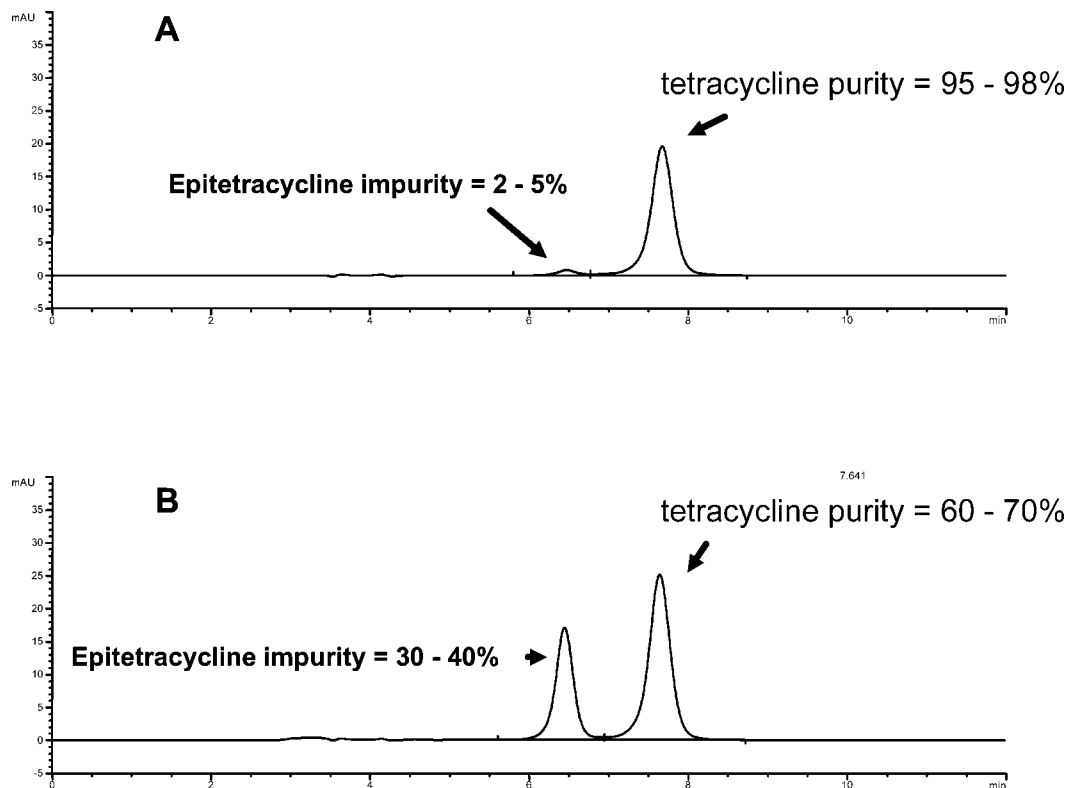 mAU
A
35
30
25
20
15
10
5
0
-5
tetracycline purity = 95 - 98%
Epitetracycline impurity = 2 - 5%
0 2 4 6 8 10 min
mAU
B
7.641
35
30
25
20
15
10
5
0
-5
tetracycline purity = 60 - 70%
Epitetracycline impurity = 30 - 40%
0 2 4 6 8 10 min